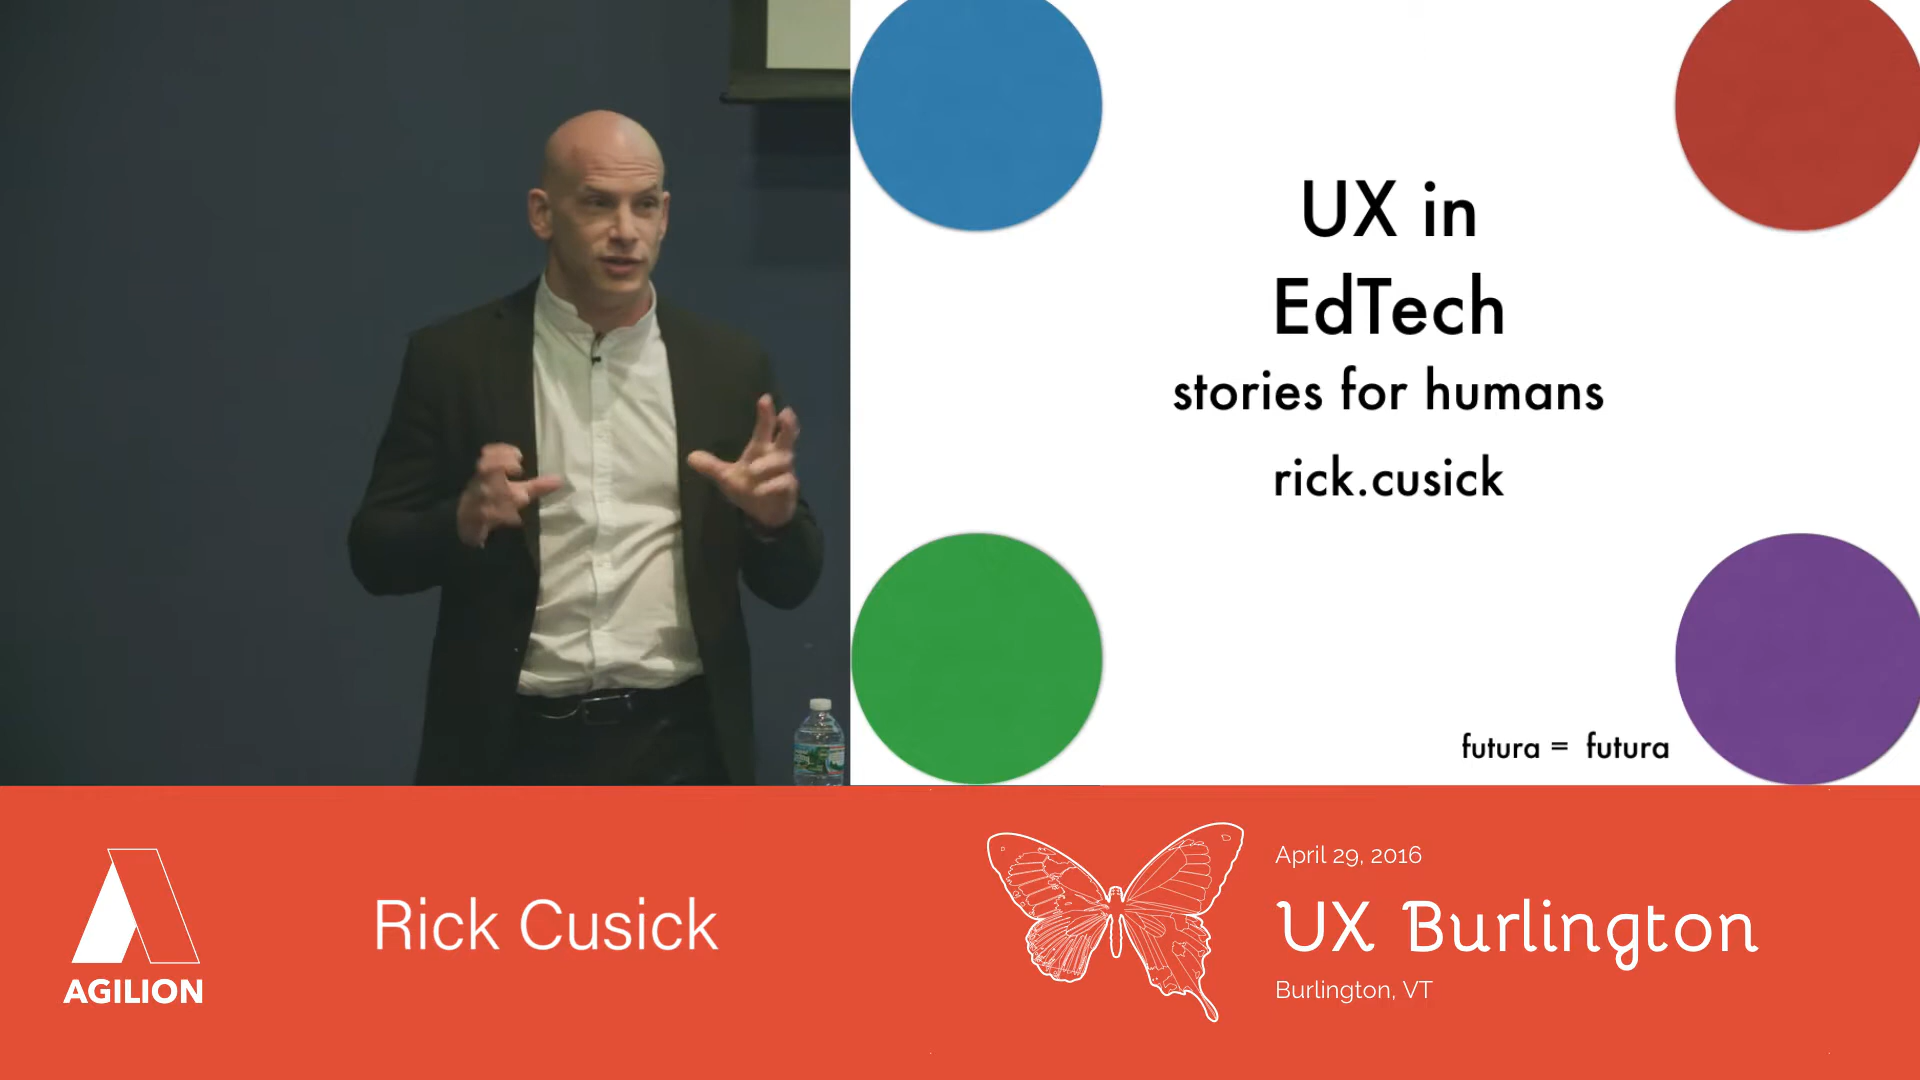 UX in
EdTech
stories for humans
rick.cusick
futura = futura
AGILION
Rick Cusick
April 29, 2016
UX Burlington
Burlington, VT